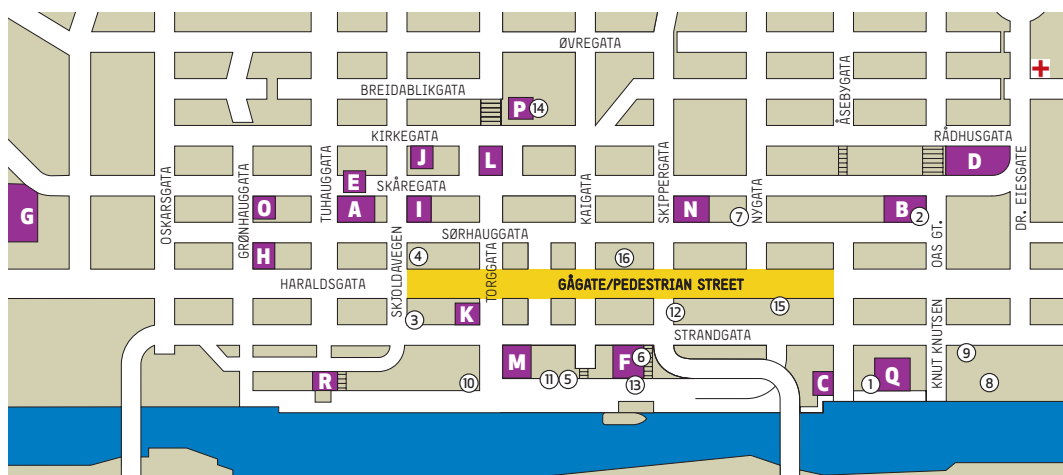 ØVREGATA
BREIDABLIKGATA
ÅSEBYGATA
P
14
KIRKEGATA
RÅDHUSGATA
J
L
D
E
SKÅREGATA
OSKARSGATA
GRØNHAUGGATA
TUHAUGGATA
KAIGATA
SKIPPERGATA
NYGATA
DR. EIESGATE
G
O
A
I
N
7
B
2
SØRHAUGGATA
SKJOLDAVEGEN
TORGGATA
OAS GT.
H
4
16
HARALDSGATA
GÅGATE/PEDESTRIAN STREET
K
3
12
15
STRANDGATA
KNUT KNUTSEN
M
F
6
9
R
10
11
5
13
C
1
Q
8